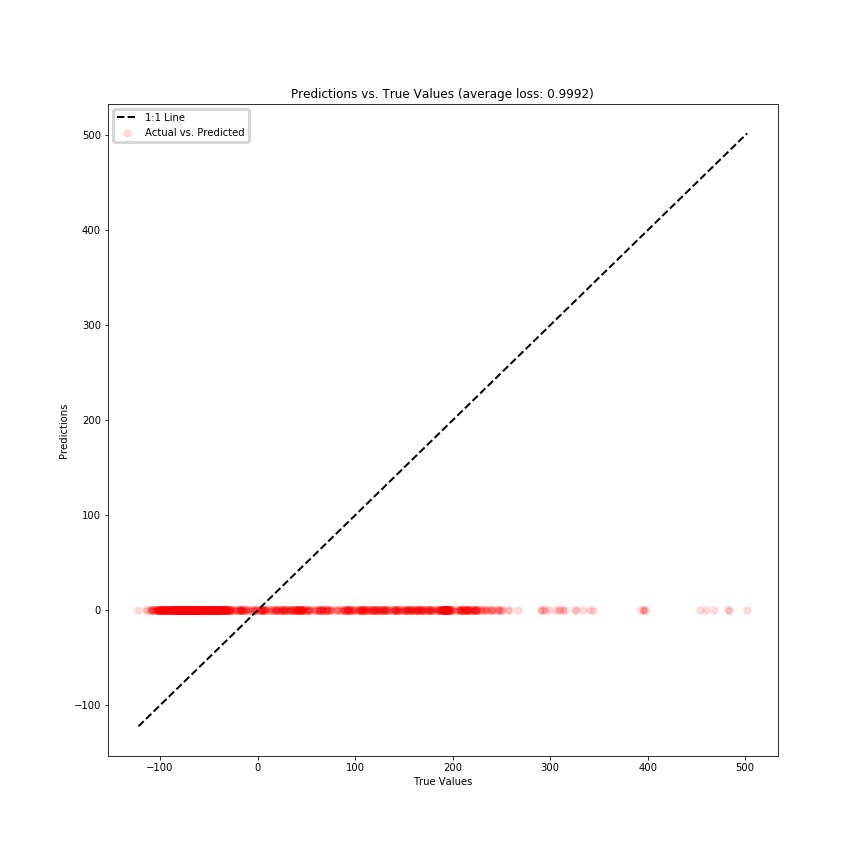 Predictions vs. True Values (average loss: 0.9992)
1:1 Line
Actual vs. Predicted
500
400
300
200
100
0
−100
Predictions
−100 0 100 200 300 400 500
True Values